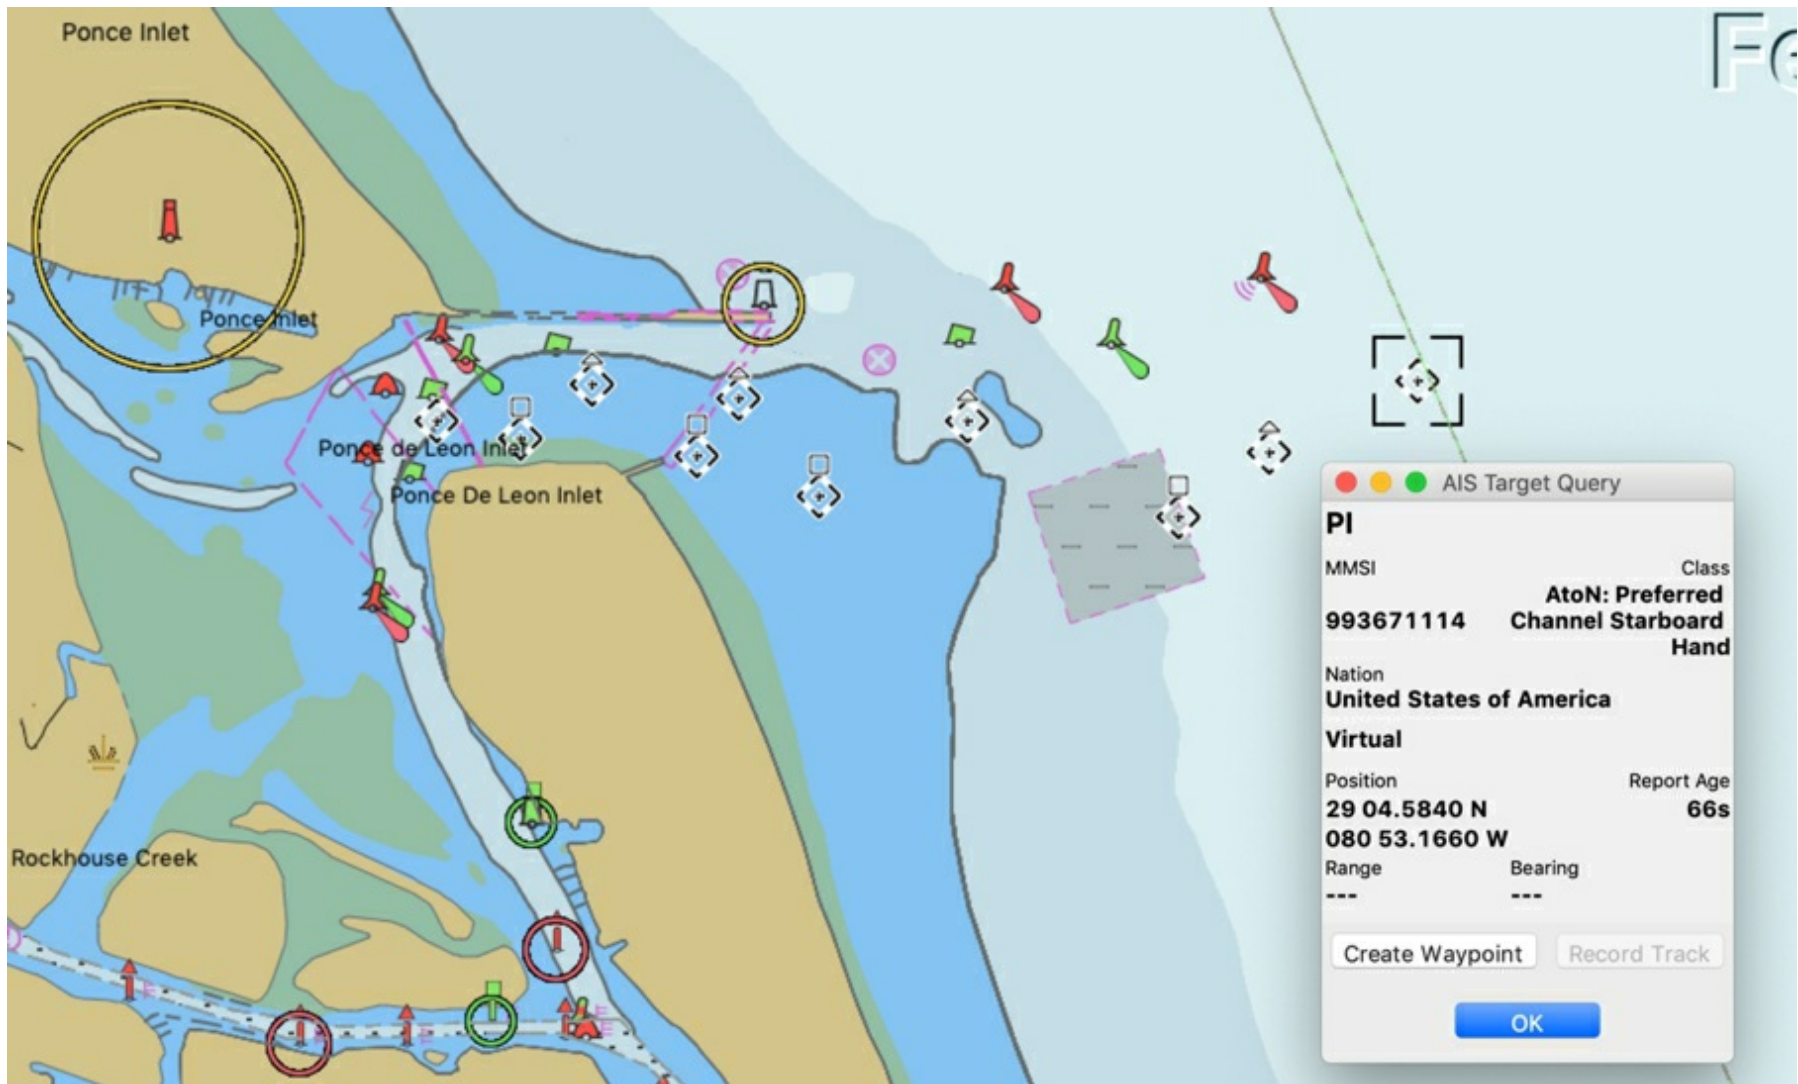 Ponce Inlet
Fe
Ponce Inlet
Ponce de Leon Inlet
Ponce De Leon Inlet
Rockhouse Creek
AIS Target Query
PI
MMSI Class
993671114 AtoN: Preferred
Channel Starboard
Hand
Nation
United States of America
Virtual
Position Report Age
29 04.5840 N 66s
080 53.1660 W
Range Bearing
--- ---
Create Waypoint Record Track
OK